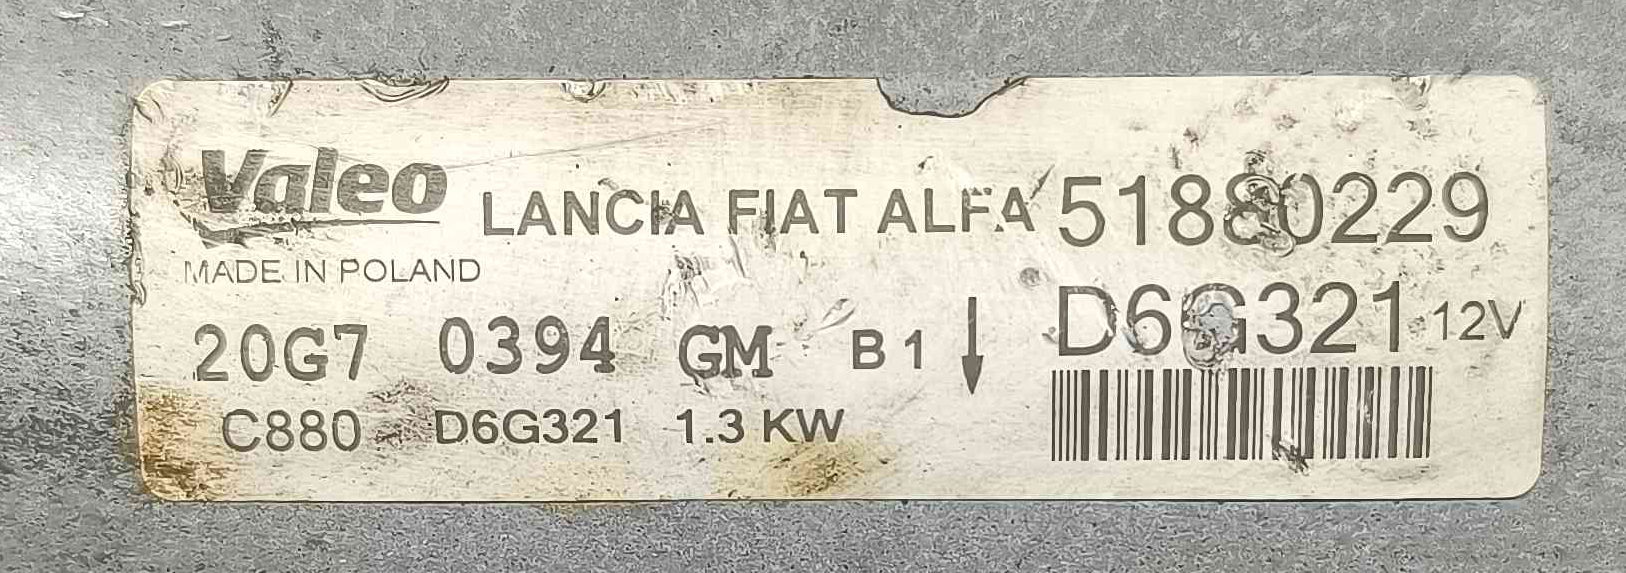 Valeo LANCIA FIAT ALFA 51880229
MADE IN POLAND
D6G321 12V
20G7 0394 GM B1
C880 D6G321 1.3 KW